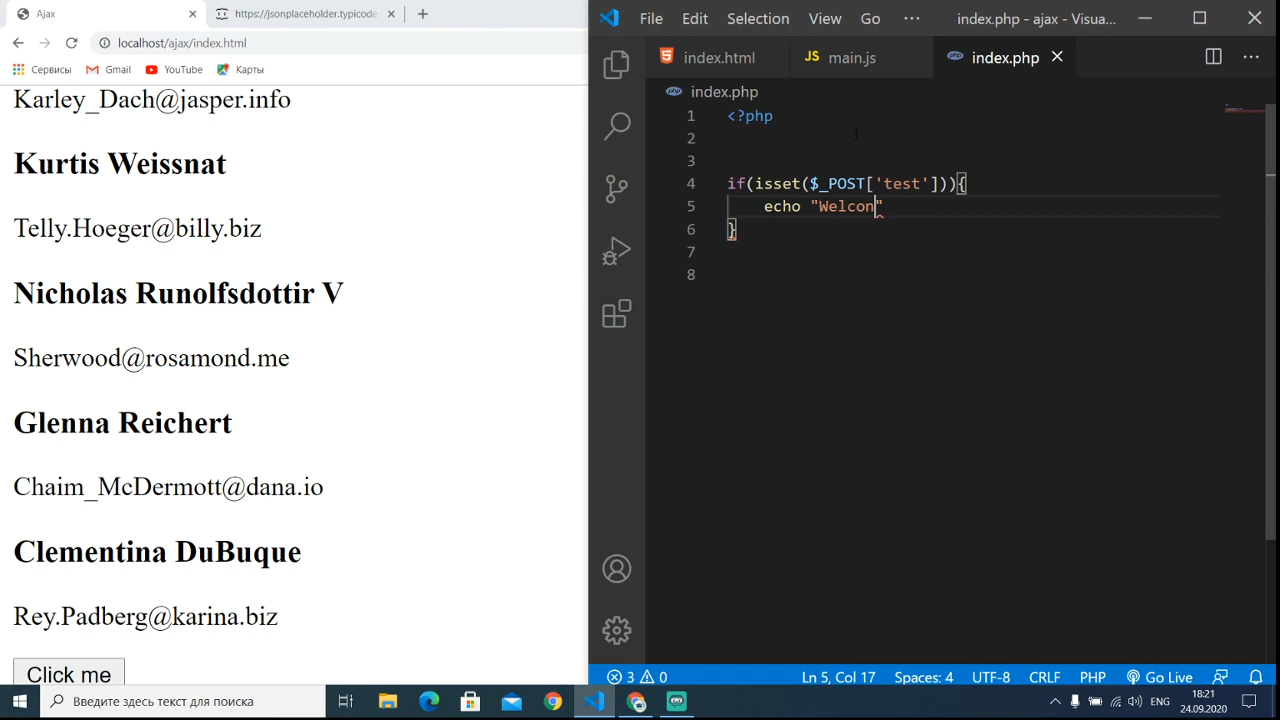 Ajax
https://jsonplaceholder.typicode.
localhost/ajax/index.html
Сервисы Gmail YouTube Карты
Karley_Dach@jasper.info
Kurtis Weissnat
Telly.Hoeger@billy.biz
Nicholas Runolfsdottir V
Sherwood@rosamond.me
Glenna Reichert
Chaim_McDermott@dana.io
Clementina DuBuque
Rey.Padberg@karina.biz
Click me
File Edit Selection View Go ··· index.php - ajax - Visua...
index.html JS main.js index.php
index.php
1 <?php
2
3
4 if(isset($_POST['test'])){
5 echo "Welcon"
6 }
7
8
3 0 Ln 5, Col 17 Spaces: 4 UTF-8 CRLF PHP Go Live
Введите здесь текст для поиска
ENG 18:21
24.09.2020